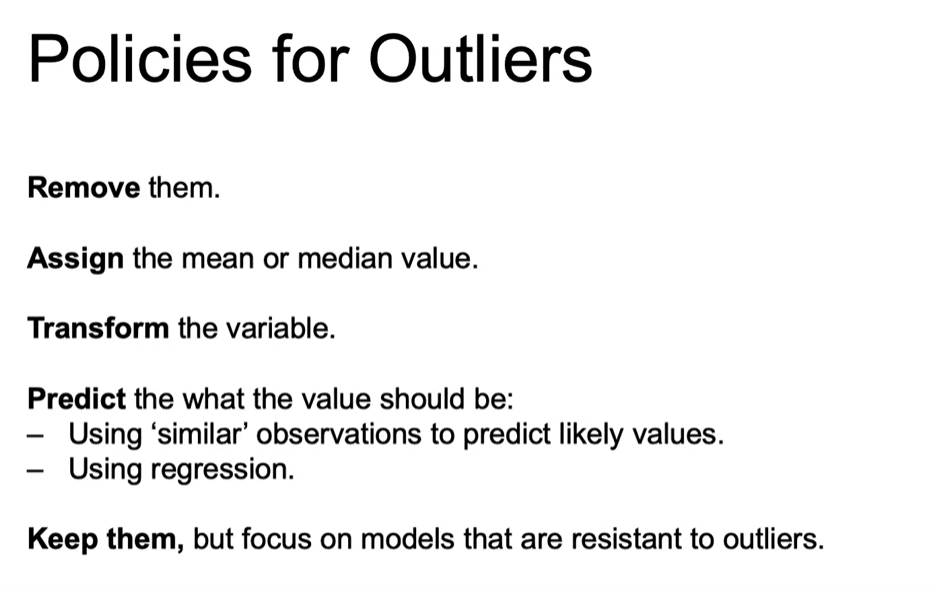 Policies for Outliers
Remove them.
Assign the mean or median value.
Transform the variable.
Predict the what the value should be:
– Using ‘similar’ observations to predict likely values.
– Using regression.
Keep them, but focus on models that are resistant to outliers.